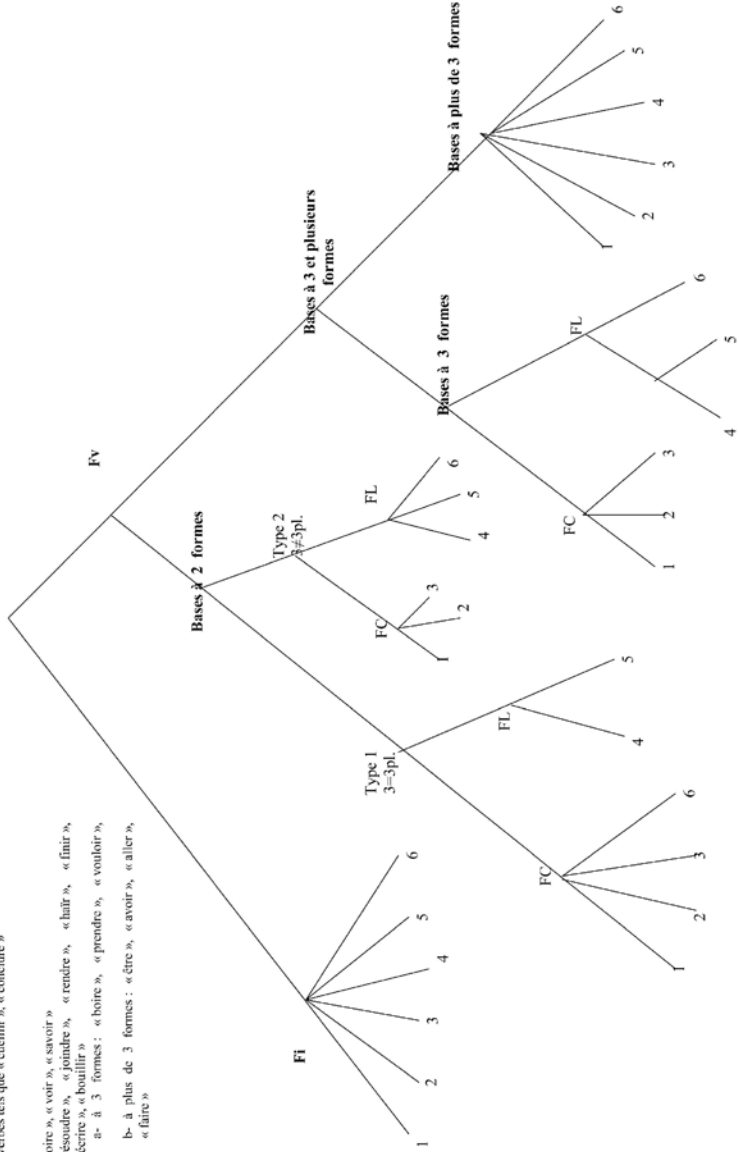 verbes tels que « cueillir », « conclure »
oire », « voir », « savoir »
ésoudre », « joindre », « rendre », « haïr », « finir »,
écrire », « bouillir »
a- à 3 formes : « boire », « prendre », « vouloir »,
b- à plus de 3 formes : « être », « avoir », « aller »,
« faire »
Fv
Bases à 2 formes
Bases à 3 et plusieurs
formes
Fi
1 2 3 4 5 6
Type 1
3=3pl.
Type 2
3≠3pl.
FC
1 2 3
FL
4 5 6
Bases à 3 formes
Bases à plus de 3 formes
FC
1 2 3 6
FL
4 5
FC
1 2 3
FL
4 5 6
1 2 3 4 5 6